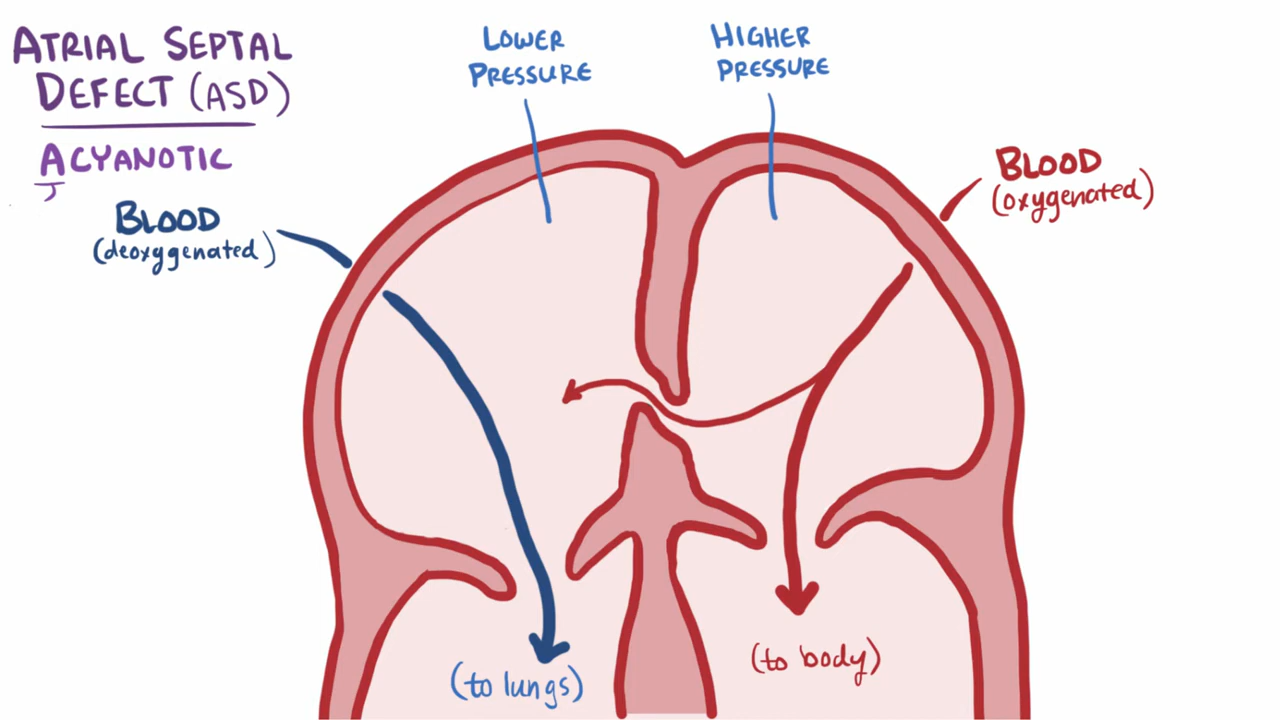 ATRIAL SEPTAL
DEFECT (ASD)
ACYANOTIC
LOWER
PRESSURE
HIGHER
PRESSURE
BLOOD
(deoxygenated)
BLOOD
(oxygenated)
(to lungs)
(to body)